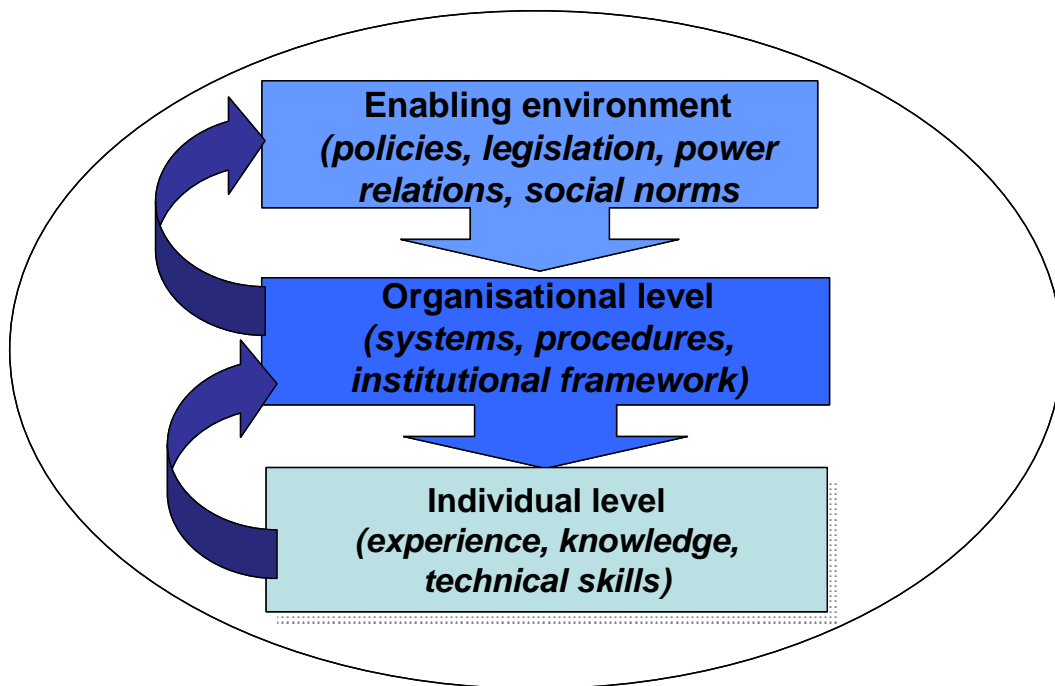 Enabling environment
(policies, legislation, power
relations, social norms
Organisational level
(systems, procedures,
institutional framework)
Individual level
(experience, knowledge,
technical skills)